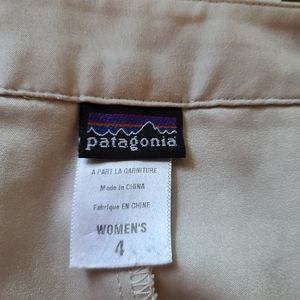 patagonia
A PART LA GARNITURE
Made in CHINA
Fabriqué EN CHINE
WOMEN'S
4